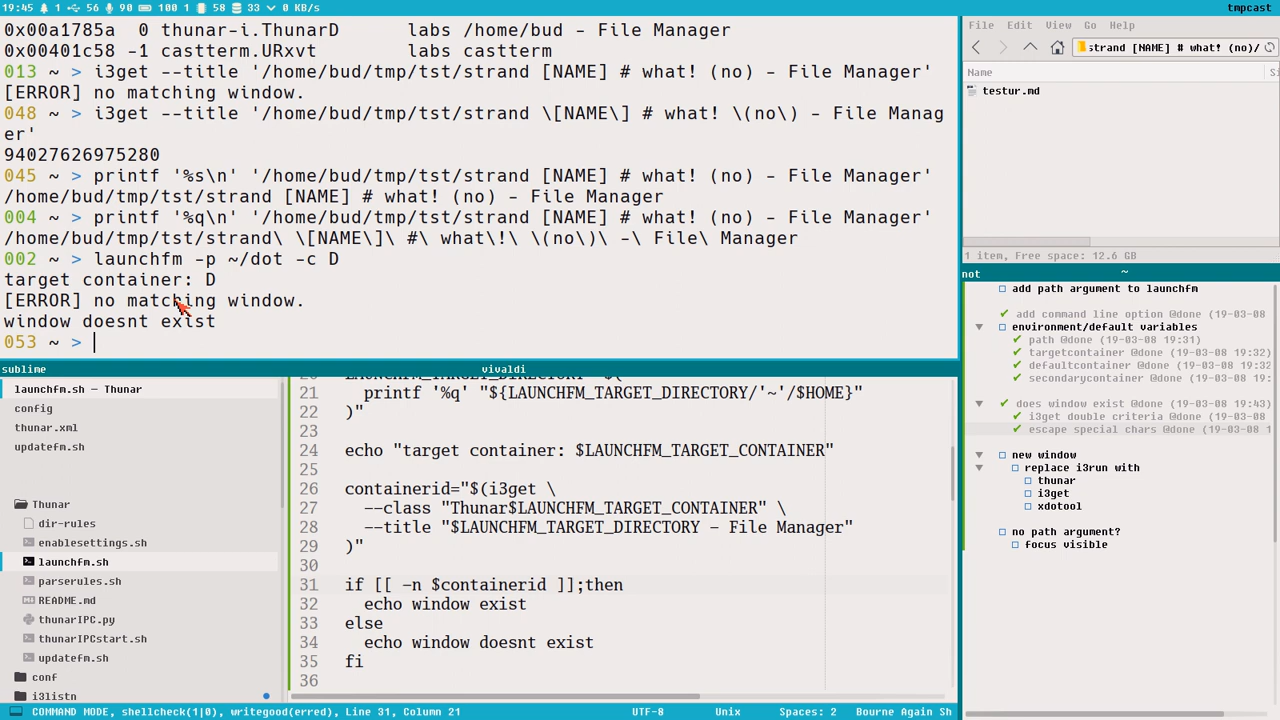 19:45 1 56 90 100 1 58 33 0 KB/s
tmpcast
0x00a1785a 0 thunar-i.ThunarD labs /home/bud - File Manager
0x00401c58 -1 castterm.URxvt labs castterm
013 ~ > i3get --title '/home/bud/tmp/tst/strand [NAME] # what! (no) - File Manager'
[ERROR] no matching window.
048 ~ > i3get --title '/home/bud/tmp/tst/strand \[NAME\] # what! \(no\) - File Manag
er'
94027626975280
045 ~ > printf '%s\n' '/home/bud/tmp/tst/strand [NAME] # what! (no) - File Manager'
/home/bud/tmp/tst/strand [NAME] # what! (no) - File Manager
004 ~ > printf '%q\n' '/home/bud/tmp/tst/strand [NAME] # what! (no) - File Manager'
/home/bud/tmp/tst/strand\ \[NAME\]\ #\ what\!\ \(no\)\ -\ File\ Manager
002 ~ > launchfm -p ~/dot -c D
target container: D
[ERROR] no matching window.
window doesnt exist
053 ~ >
File Edit View Go Help
strand [NAME] # what! (no)/
Name Si
testur.md
1 item, Free space: 12.6 GB
not ~
add path argument to launchfm
✓ add command line option @done (19-03-08
environment/default variables
✓ path @done (19-03-08 19:31)
✓ targetcontainer @done (19-03-08 19:32)
✓ defaultcontainer @done (19-03-08 19:32
✓ secondarycontainer @done (19-03-08 19:
✓ does window exist @done (19-03-08 19:43)
✓ i3get double criteria @done (19-03-08
✓ escape special chars @done (19-03-08 1
new window
replace i3run with
thunar
i3get
xdotool
no path argument?
focus visible
sublime
vivaldi
launchfm.sh — Thunar
config
thunar.xml
updatefm.sh
Thunar
dir-rules
enablesettings.sh
launchfm.sh
parserules.sh
README.md
thunarIPC.py
thunarIPCstart.sh
updatefm.sh
conf
i3listn
21 printf '%q' "${LAUNCHFM_TARGET_DIRECTORY/'~'/$HOME}"
22 )"
23
24 echo "target container: $LAUNCHFM_TARGET_CONTAINER"
25
26 containerid="$(i3get \
27 --class "Thunar$LAUNCHFM_TARGET_CONTAINER" \
28 --title "$LAUNCHFM_TARGET_DIRECTORY - File Manager"
29 )"
30
31 if [[ -n $containerid ]];then
32 echo window exist
33 else
34 echo window doesnt exist
35 fi
36
COMMAND MODE, shellcheck(1|0), writegood(erred), Line 31, Column 21
UTF-8 Unix Spaces: 2 Bourne Again Sh